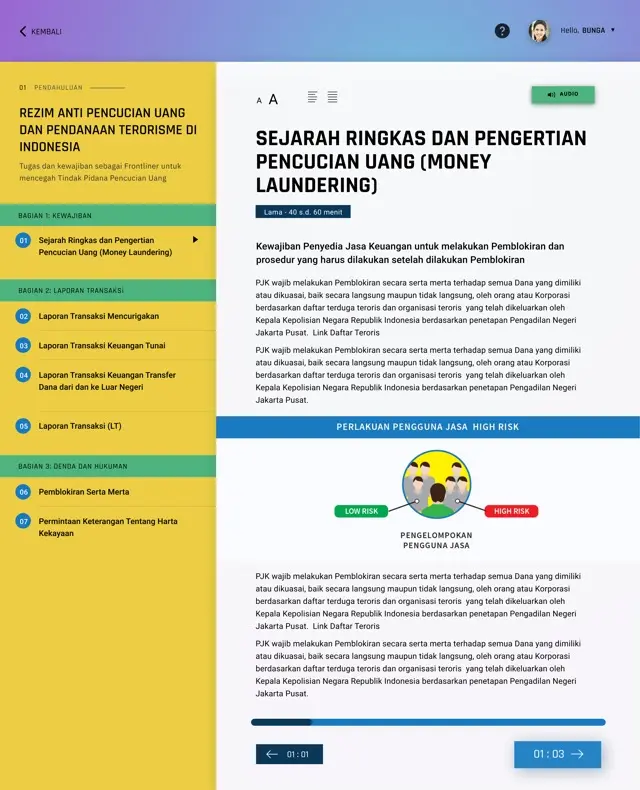 KEMBALI
?
Hello, BUNGA
01 PENDAHULUAN
REZIM ANTI PENCUCIAN UANG
DAN PENDANAAN TERORISME DI
INDONESIA
Tugas dan kewajiban sebagai Frontliner untuk
mencegah Tindak Pidana Pencucian Uang
BAGIAN 1: KEWAJIBAN
01 Sejarah Ringkas dan Pengertian
Pencucian Uang (Money Laundering)
BAGIAN 2: LAPORAN TRANSAKSI
02 Laporan Transaksi Mencurigakan
03 Laporan Transaksi Keuangan Tunai
04 Laporan Transaksi Keuangan Transfer
Dana dari dan ke Luar Negeri
05 Laporan Transaksi (LT)
BAGIAN 3: DENDA DAN HUKUMAN
06 Pemblokiran Serta Merta
07 Permintaan Keterangan Tentang Harta
Kekayaan
A A
AUDIO
SEJARAH RINGKAS DAN PENGERTIAN
PENCUCIAN UANG (MONEY
LAUNDERING)
Lama - 40 s.d. 60 menit
Kewajiban Penyedia Jasa Keuangan untuk melakukan Pemblokiran dan
prosedur yang harus dilakukan setelah dilakukan Pemblokiran
PJK wajib melakukan Pemblokiran secara serta merta terhadap semua Dana yang dimiliki
atau dikuasai, baik secara langsung maupun tidak langsung, oleh orang atau Korporasi
berdasarkan daftar terduga teroris dan organisasi teroris yang telah dikeluarkan oleh
Kepala Kepolisian Negara Republik Indonesia berdasarkan penetapan Pengadilan Negeri
Jakarta Pusat. Link Daftar Teroris
PJK wajib melakukan Pemblokiran secara serta merta terhadap semua Dana yang dimiliki
atau dikuasai, baik secara langsung maupun tidak langsung, oleh orang atau Korporasi
berdasarkan daftar terduga teroris dan organisasi teroris yang telah dikeluarkan oleh
Kepala Kepolisian Negara Republik Indonesia berdasarkan penetapan Pengadilan Negeri
Jakarta Pusat.
PERLAKUAN PENGGUNA JASA HIGH RISK
LOW RISK
HIGH RISK
PENGELOMPOKAN
PENGGUNA JASA
PJK wajib melakukan Pemblokiran secara serta merta terhadap semua Dana yang dimiliki
atau dikuasai, baik secara langsung maupun tidak langsung, oleh orang atau Korporasi
berdasarkan daftar terduga teroris dan organisasi teroris yang telah dikeluarkan oleh
Kepala Kepolisian Negara Republik Indonesia berdasarkan penetapan Pengadilan Negeri
Jakarta Pusat. Link Daftar Teroris
PJK wajib melakukan Pemblokiran secara serta merta terhadap semua Dana yang dimiliki
atau dikuasai, baik secara langsung maupun tidak langsung, oleh orang atau Korporasi
berdasarkan daftar terduga teroris dan organisasi teroris yang telah dikeluarkan oleh
Kepala Kepolisian Negara Republik Indonesia berdasarkan penetapan Pengadilan Negeri
Jakarta Pusat.
01 : 01
01 : 03